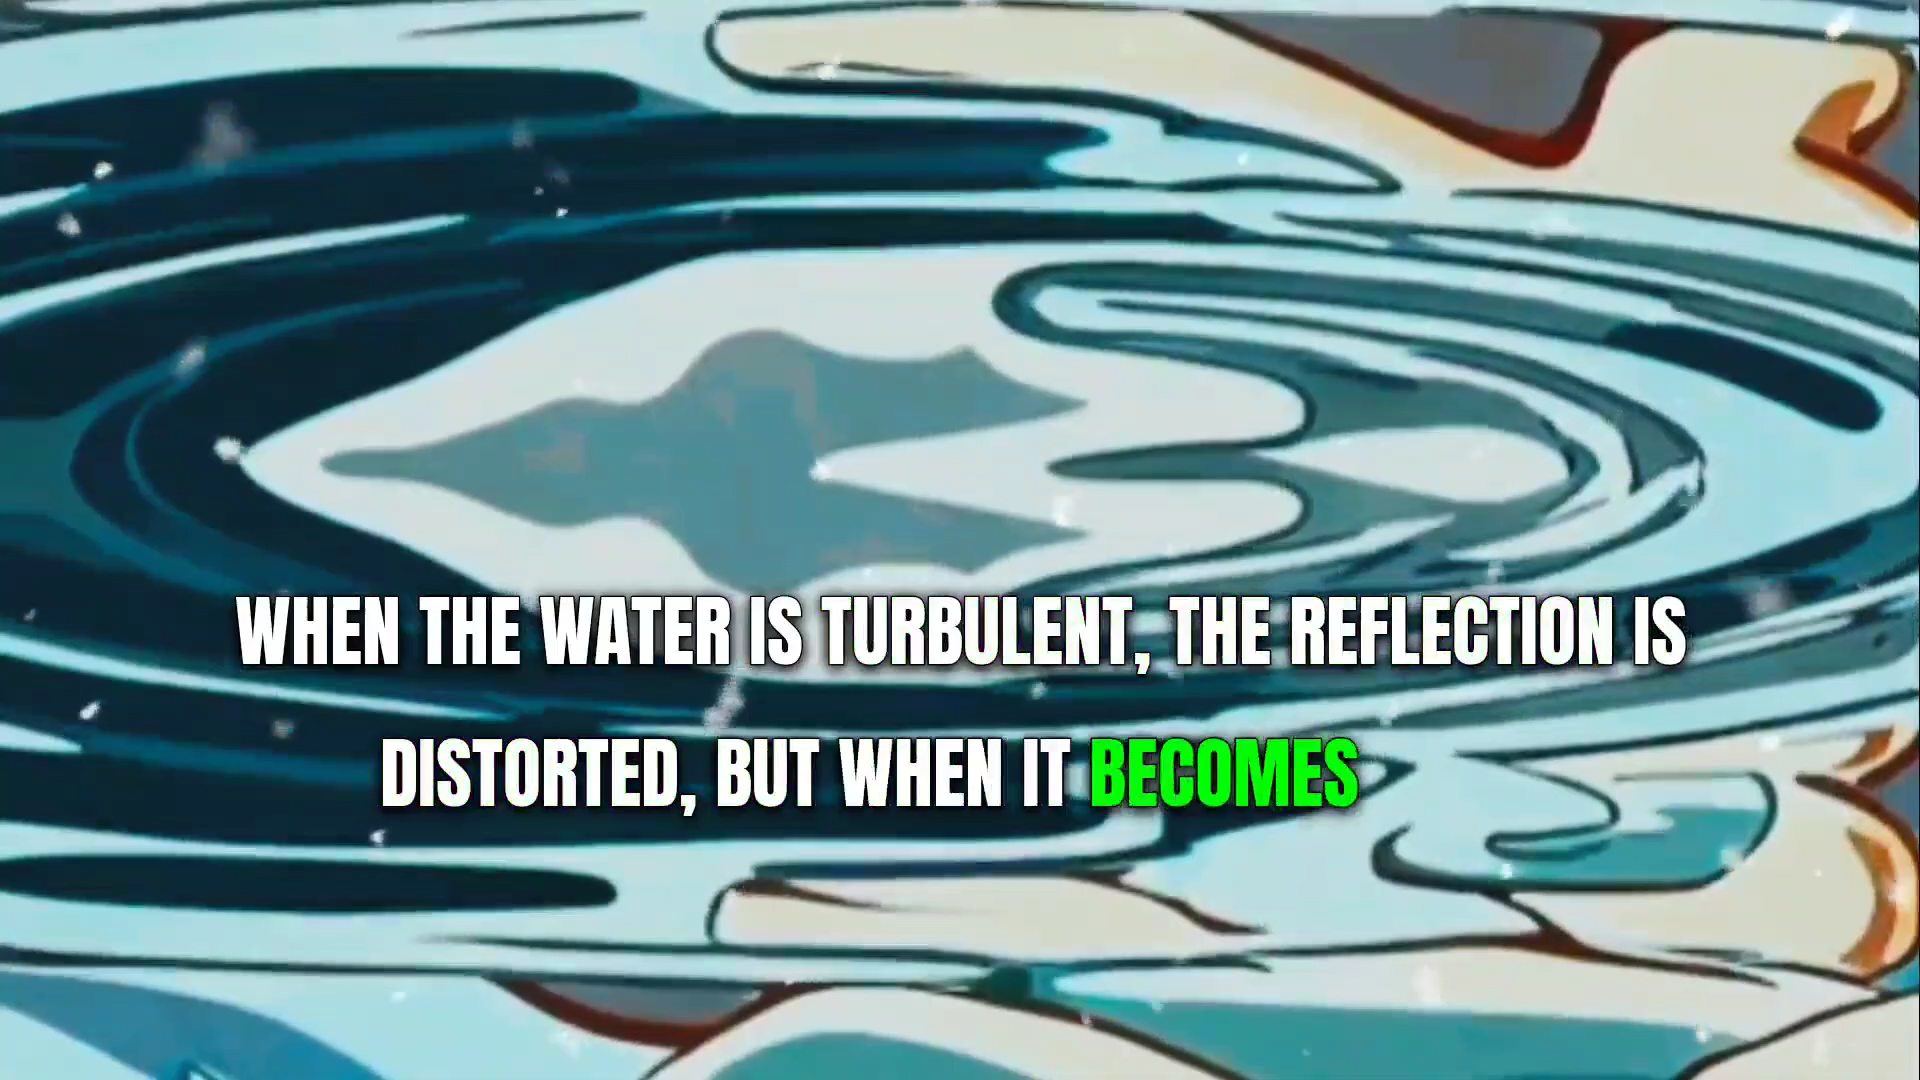 WHEN THE WATER IS TURBULENT, THE REFLECTION IS
DISTORTED, BUT WHEN IT BECOMES